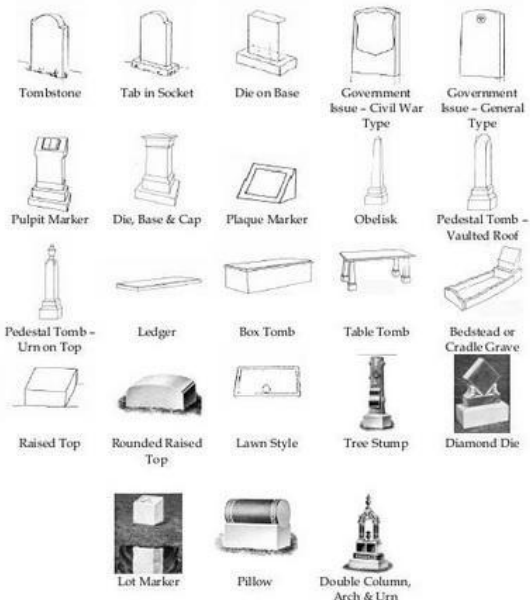 Tombstone
Tab in Socket
Die on Base
Government
Issue – Civil War
Type
Government
Issue – General
Type
Pulpit Marker
Die, Base & Cap
Plaque Marker
Obelisk
Pedestal Tomb –
Vaulted Roof
Pedestal Tomb –
Urn on Top
Ledger
Box Tomb
Table Tomb
Bedstead or
Cradle Grave
Raised Top
Rounded Raised
Top
Lawn Style
Tree Stump
Diamond Die
Lot Marker
Pillow
Double Column,
Arch & Urn